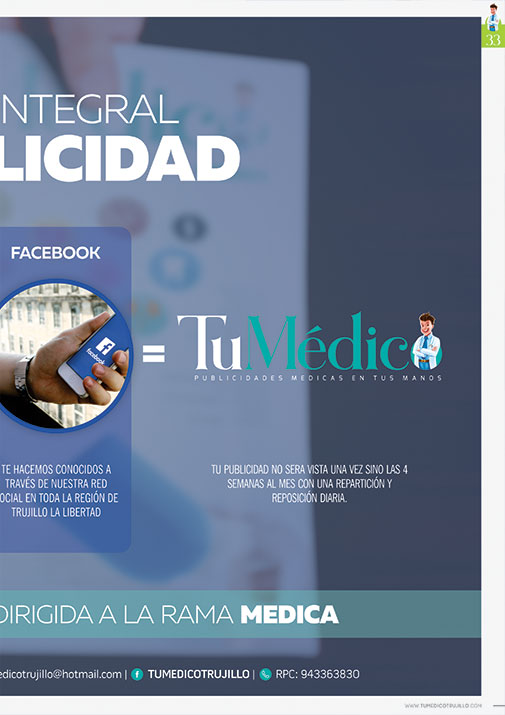 33
INTEGRAL
LICIDAD
FACEBOOK
facebook
=
TuMédico
PUBLICIDADES MEDICAS EN TUS MANOS
TE HACEMOS CONOCIDOS A
TRAVÉS DE NUESTRA RED
OCIAL EN TODA LA REGIÓN DE
TRUJILLO LA LIBERTAD
TU PUBLICIDAD NO SERA VISTA UNA VEZ SINO LAS 4
SEMANAS AL MES CON UNA REPARTICIÓN Y
REPOSICIÓN DIARIA.
DIRIGIDA A LA RAMA MEDICA
edicotrujillo@hotmail.com | f TUMEDICOTRUJILLO | RPC: 943363830
WWW.TUMEDICOTRUJILLO.COM